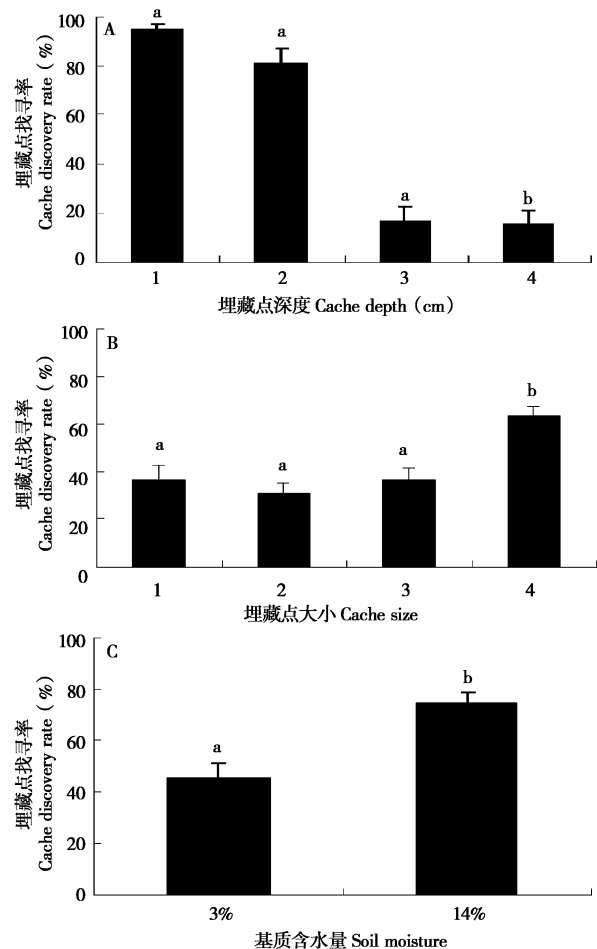 A
100
80
60
40
20
0
a
a
a
b
埋藏点找寻率
Cache discovery rate（%）
1 2 3 4
埋藏点深度 Cache depth（cm）
B
100
80
60
40
20
0
a
a
a
b
埋藏点找寻率
Cache discovery rate（%）
1 2 3 4
埋藏点大小 Cache size
C
100
80
60
40
20
0
a
b
埋藏点找寻率
Cache discovery rate（%）
3% 14%
基质含水量 Soil moisture